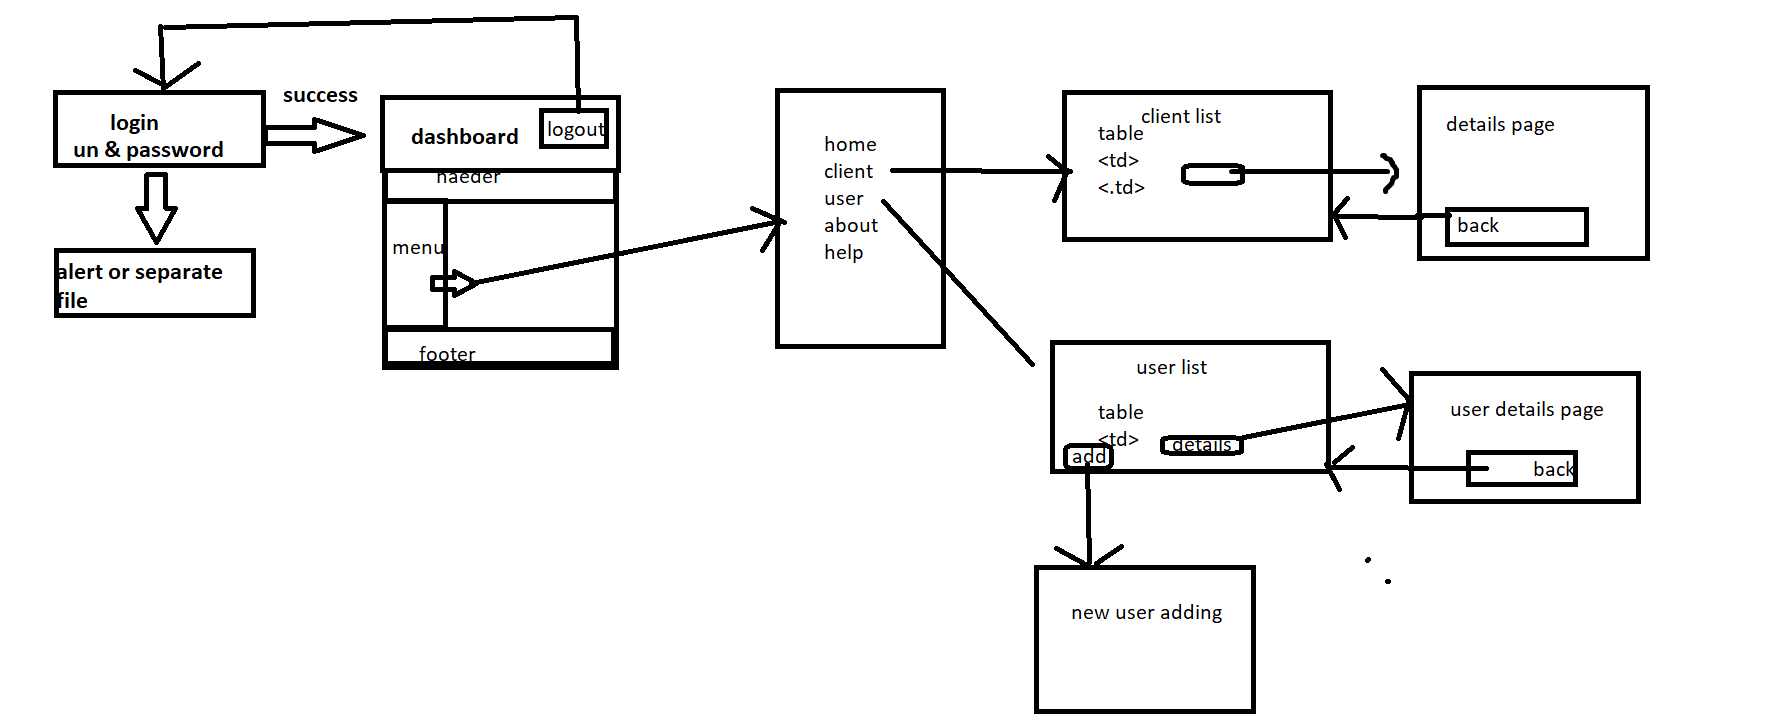 success
login
un & password
dashboard
logout
haeder
menu
footer
alert or separate
file
home
client
user
about
help
client list
table
<td>
<.td>
details page
back
user list
table
<td>
details
add
user details page
back
new user adding